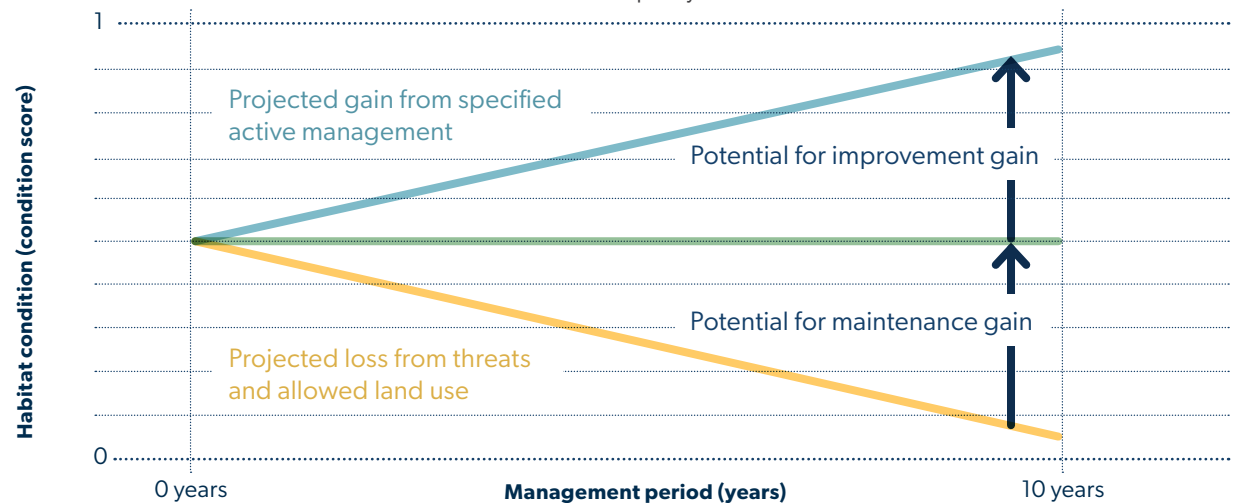 1
Habitat condition (condition score)
Projected gain from specified
active management
Potential for improvement gain
Potential for maintenance gain
Projected loss from threats
and allowed land use
0
0 years
Management period (years)
10 years